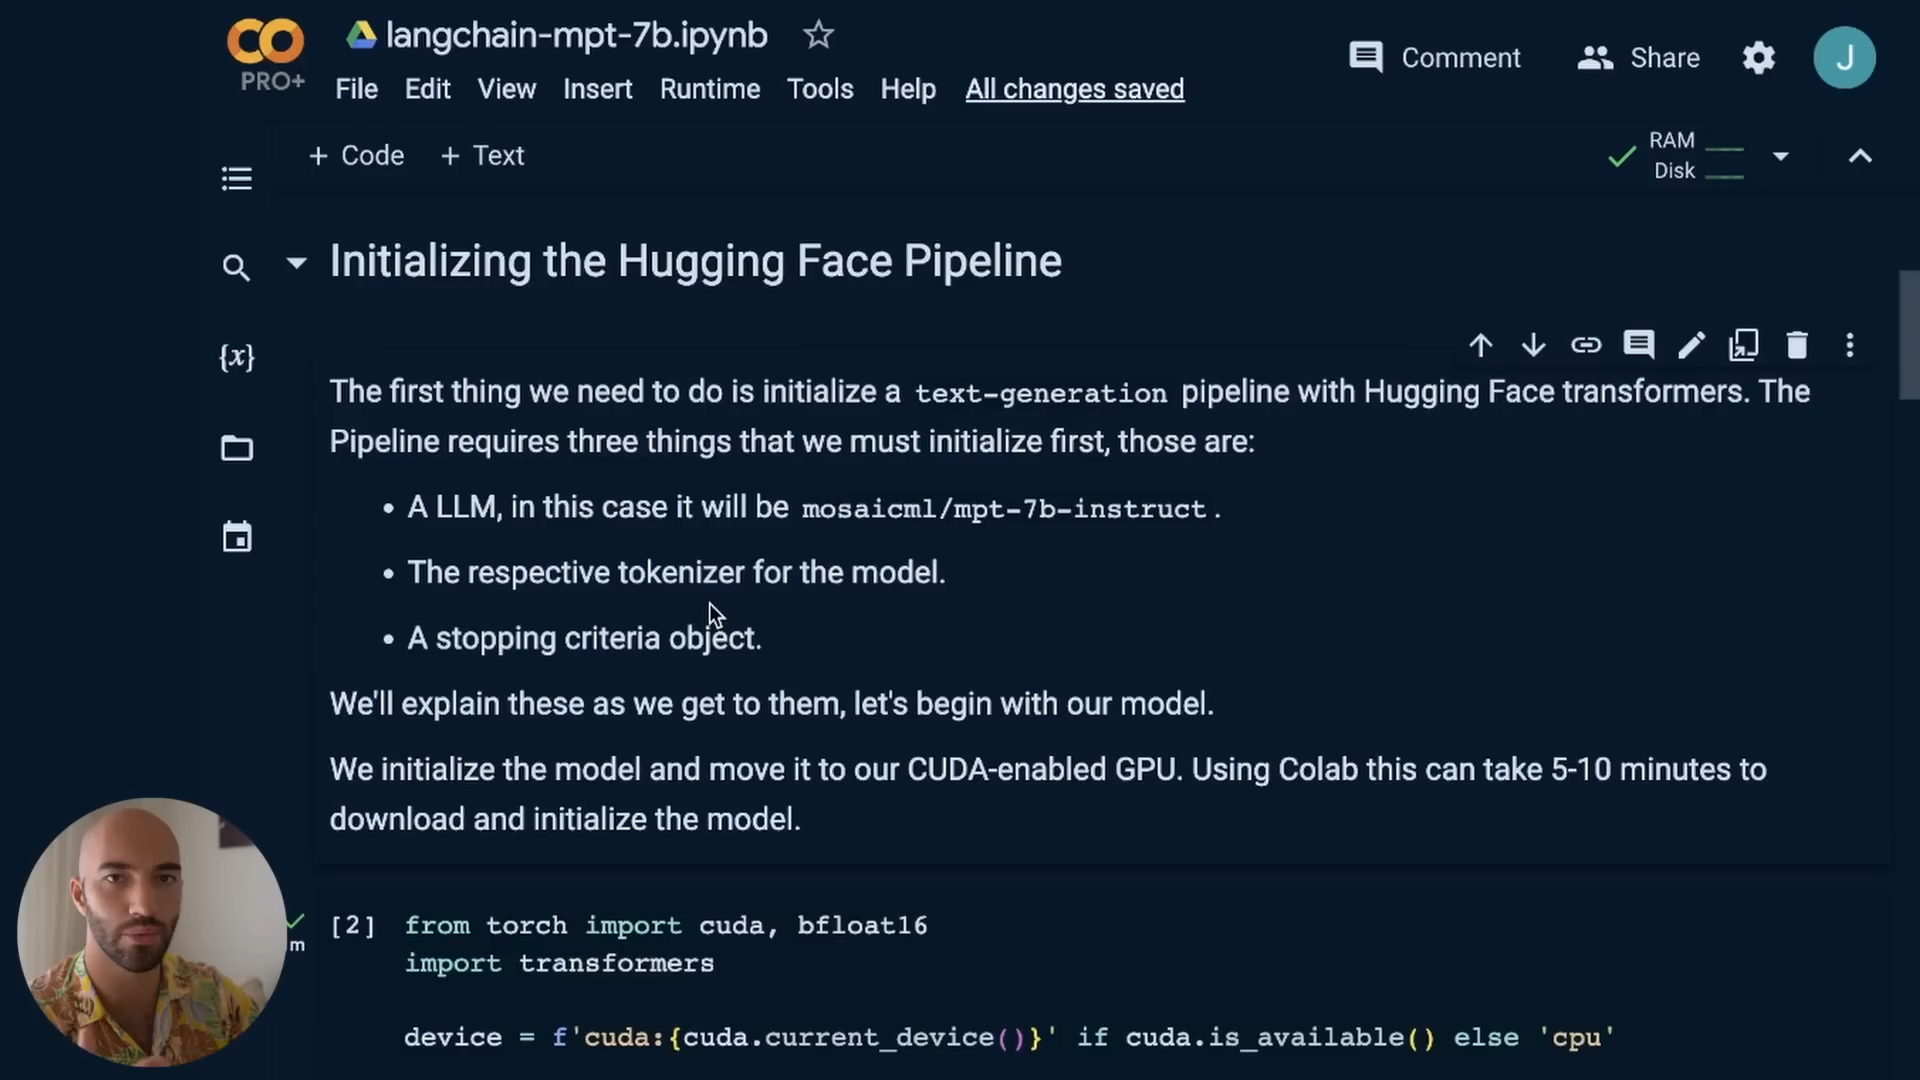 langchain-mpt-7b.ipynb
Comment
Share
J
PRO+
File Edit View Insert Runtime Tools Help All changes saved
+ Code + Text
RAM
Disk
Initializing the Hugging Face Pipeline
{x}
The first thing we need to do is initialize a text-generation pipeline with Hugging Face transformers. The
Pipeline requires three things that we must initialize first, those are:
• A LLM, in this case it will be mosaicml/mpt-7b-instruct.
• The respective tokenizer for the model.
• A stopping criteria object.
We'll explain these as we get to them, let's begin with our model.
We initialize the model and move it to our CUDA-enabled GPU. Using Colab this can take 5-10 minutes to
download and initialize the model.
m
[2] from torch import cuda, bfloat16
import transformers
device = f'cuda:{cuda.current_device()}' if cuda.is_available() else 'cpu'